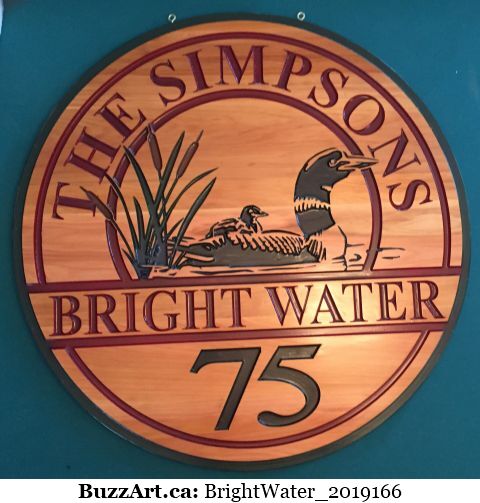 THE SIMPSONS
BRIGHT WATER
75
BuzzArt.ca: BrightWater_2019166